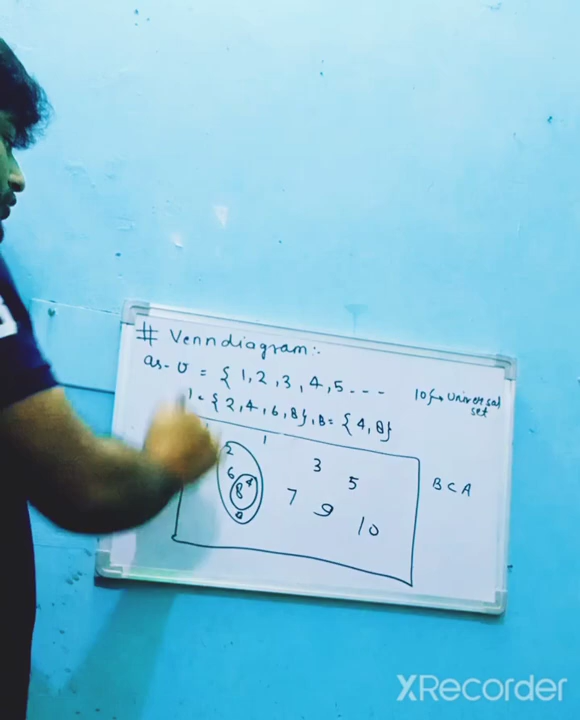 # Venndiagram:-
as- U = { 1, 2, 3, 4, 5 --- 10} → Universal set
= { 2, 4, 6, 8}, B = { 4, 8}
1
2
3
5
6
4
8
7
9
10
B ⊂ A
XRecorder